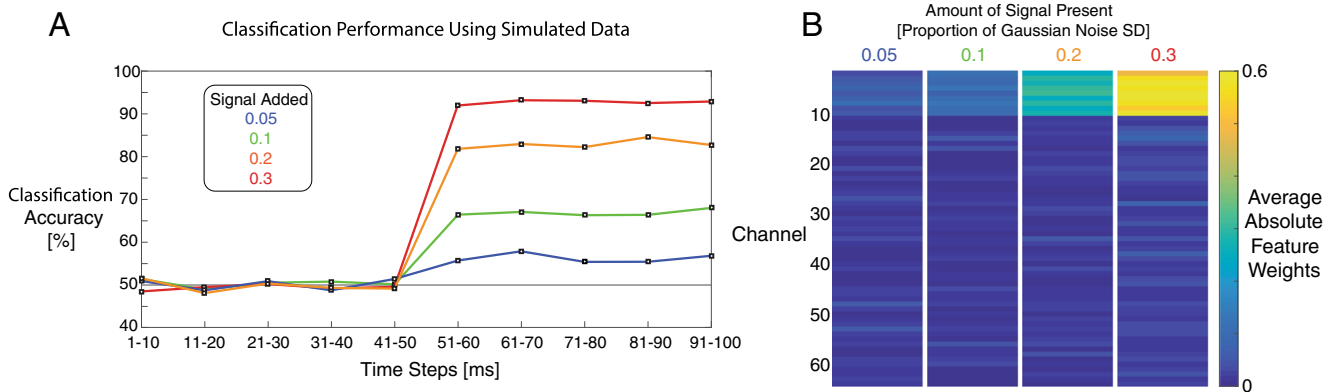 A
Classification Performance Using Simulated Data
100
90
80
70
60
50
40
Classification
Accuracy
[%]
Signal Added
0.05
0.1
0.2
0.3
1-10 11-20 21-30 31-40 41-50 51-60 61-70 71-80 81-90 91-100
Time Steps [ms]
B
Amount of Signal Present
[Proportion of Gaussian Noise SD]
0.05 0.1 0.2 0.3
10
20
30
40
50
60
Channel
0.6
0
Average
Absolute
Feature
Weights